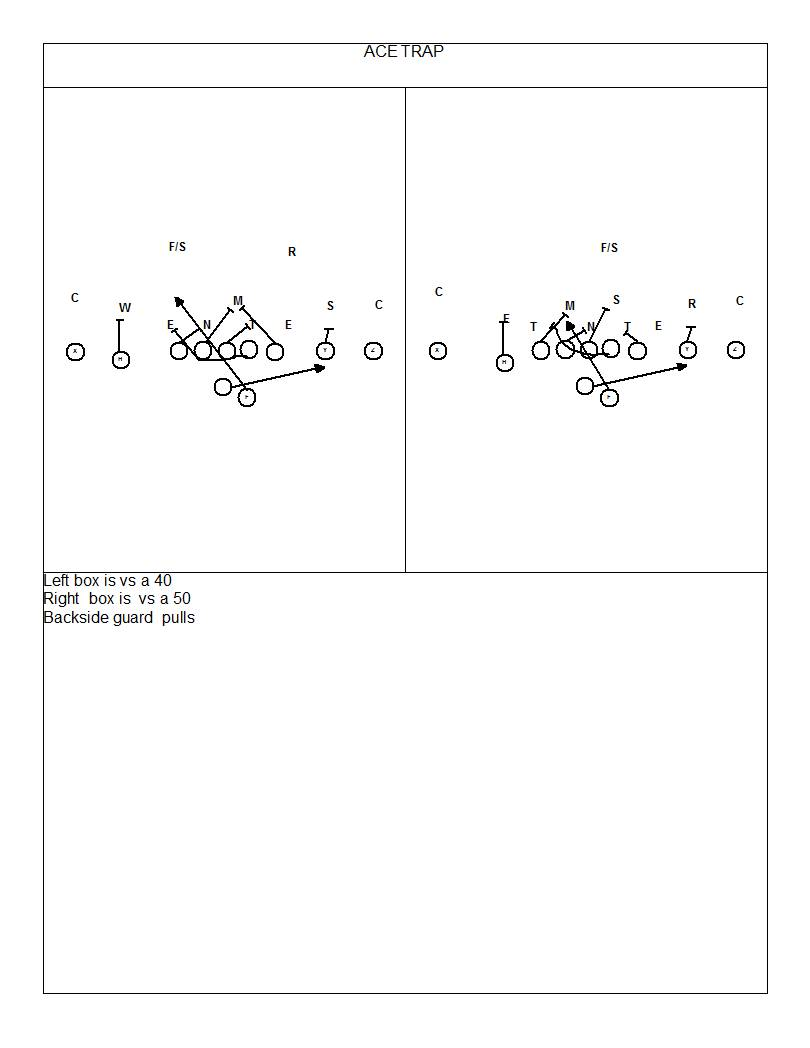 ACE TRAP
F/S
R
C
W
M
S
C
E
N
T
E
X
H
Y
Z
F
F/S
C
E
M
S
R
C
T
N
T
E
X
H
Y
Z
F
Left box is vs a 40
Right box is vs a 50
Backside guard pulls